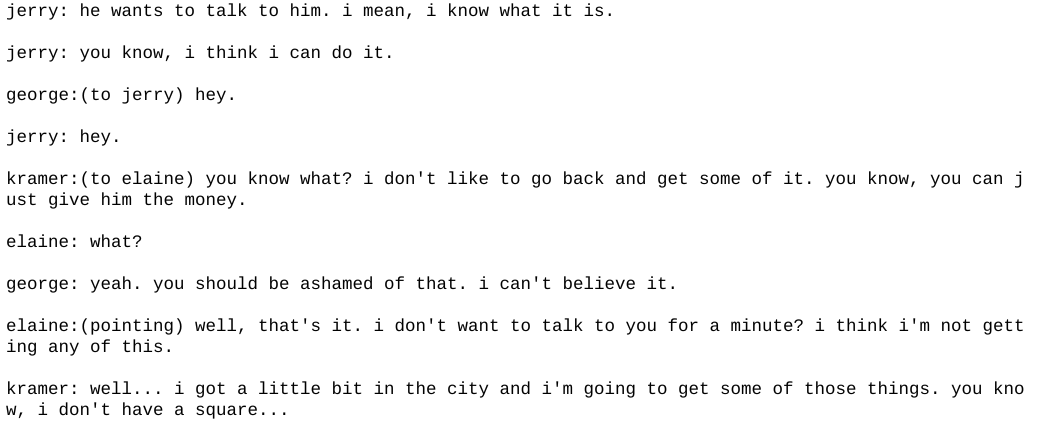 jerry: he wants to talk to him. i mean, i know what it is.
jerry: you know, i think i can do it.
george:(to jerry) hey.
jerry: hey.
kramer:(to elaine) you know what? i don't like to go back and get some of it. you know, you can j
ust give him the money.
elaine: what?
george: yeah. you should be ashamed of that. i can't believe it.
elaine:(pointing) well, that's it. i don't want to talk to you for a minute? i think i'm not gett
ing any of this.
kramer: well... i got a little bit in the city and i'm going to get some of those things. you kno
w, i don't have a square...